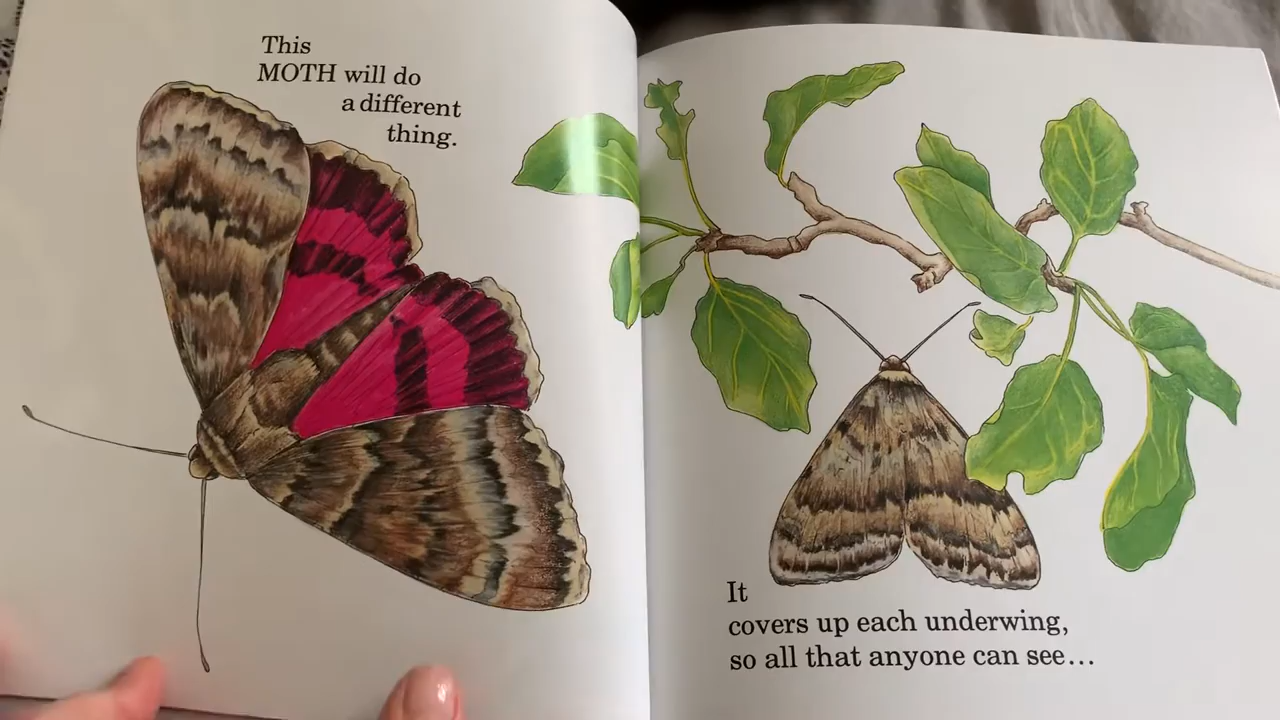 This
MOTH will do
a different
thing.
It
covers up each underwing,
so all that anyone can see...